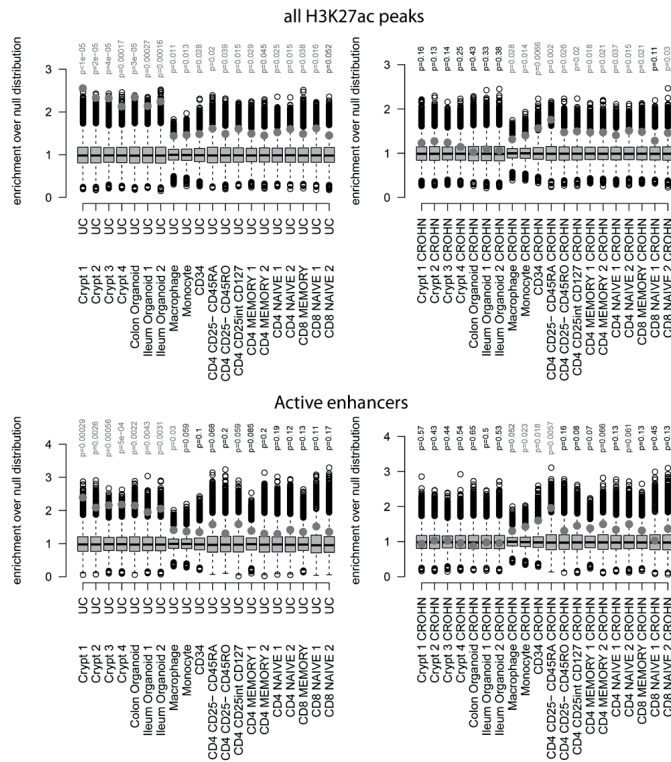 all H3K27ac peaks
enrichment over null distribution
0 1 2 3
p<1e-05 p=2e-05 p=4e-05 p=0.00017 p=3e-05 p=0.00027 p=0.00016 p=0.011 p=0.013 p=0.028 p=0.02 p=0.039 p=0.015 p=0.029 p=0.045 p=0.025 p=0.015 p=0.038 p=0.016 p=0.052
Crypt 1 UC
Crypt 2 UC
Crypt 3 UC
Crypt 4 UC
Colon Organoid UC
Ileum Organoid 1 UC
Ileum Organoid 2 UC
Macrophage UC
Monocyte UC
CD34 UC
CD4 CD25− CD45RA UC
CD4 CD25− CD45RO UC
CD4 CD25int CD127 UC
CD4 MEMORY 1 UC
CD4 MEMORY 2 UC
CD4 NAIVE 1 UC
CD4 NAIVE 2 UC
CD8 MEMORY UC
CD8 NAIVE 1 UC
CD8 NAIVE 2 UC
enrichment over null distribution
0 1 2 3
p=0.16 p=0.13 p=0.14 p=0.25 p=0.43 p=0.33 p=0.38 p=0.028 p=0.014 p=0.0066 p=0.002 p=0.026 p=0.02 p=0.018 p=0.021 p=0.037 p=0.015 p=0.021 p=0.11 p=0.03
Crypt 1 CROHN
Crypt 2 CROHN
Crypt 3 CROHN
Crypt 4 CROHN
Colon Organoid CROHN
Ileum Organoid 1 CROHN
Ileum Organoid 2 CROHN
Macrophage CROHN
Monocyte CROHN
CD34 CROHN
CD4 CD25− CD45RA CROHN
CD4 CD25− CD45RO CROHN
CD4 CD25int CD127 CROHN
CD4 MEMORY 1 CROHN
CD4 MEMORY 2 CROHN
CD4 NAIVE 1 CROHN
CD4 NAIVE 2 CROHN
CD8 MEMORY CROHN
CD8 NAIVE 1 CROHN
CD8 NAIVE 2 CROHN
Active enhancers
enrichment over null distribution
0 1 2 3 4
p=0.00029 p=0.0026 p=0.00056 p=5e−04 p=0.0022 p=0.0043 p=0.0031 p=0.03 p=0.059 p=0.1 p=0.068 p=0.2 p=0.059 p=0.085 p=0.2 p=0.19 p=0.12 p=0.13 p=0.11 p=0.17
Crypt 1 UC
Crypt 2 UC
Crypt 3 UC
Crypt 4 UC
Colon Organoid UC
Ileum Organoid 1 UC
Ileum Organoid 2 UC
Macrophage UC
Monocyte UC
CD34 UC
CD4 CD25− CD45RA UC
CD4 CD25− CD45RO UC
CD4 CD25int CD127 UC
CD4 MEMORY 1 UC
CD4 MEMORY 2 UC
CD4 NAIVE 1 UC
CD4 NAIVE 2 UC
CD8 MEMORY UC
CD8 NAIVE 1 UC
CD8 NAIVE 2 UC
enrichment over null distribution
0 1 2 3 4
p=0.57 p=0.43 p=0.44 p=0.54 p=0.65 p=0.5 p=0.53 p=0.052 p=0.023 p=0.018 p=0.0057 p=0.16 p=0.08 p=0.07 p=0.066 p=0.13 p=0.061 p=0.13 p=0.45 p=0.13
Crypt 1 CROHN
Crypt 2 CROHN
Crypt 3 CROHN
Crypt 4 CROHN
Colon Organoid CROHN
Ileum Organoid 1 CROHN
Ileum Organoid 2 CROHN
Macrophage CROHN
Monocyte CROHN
CD34 CROHN
CD4 CD25− CD45RA CROHN
CD4 CD25− CD45RO CROHN
CD4 CD25int CD127 CROHN
CD4 MEMORY 1 CROHN
CD4 MEMORY 2 CROHN
CD4 NAIVE 1 CROHN
CD4 NAIVE 2 CROHN
CD8 MEMORY CROHN
CD8 NAIVE 1 CROHN
CD8 NAIVE 2 CROHN